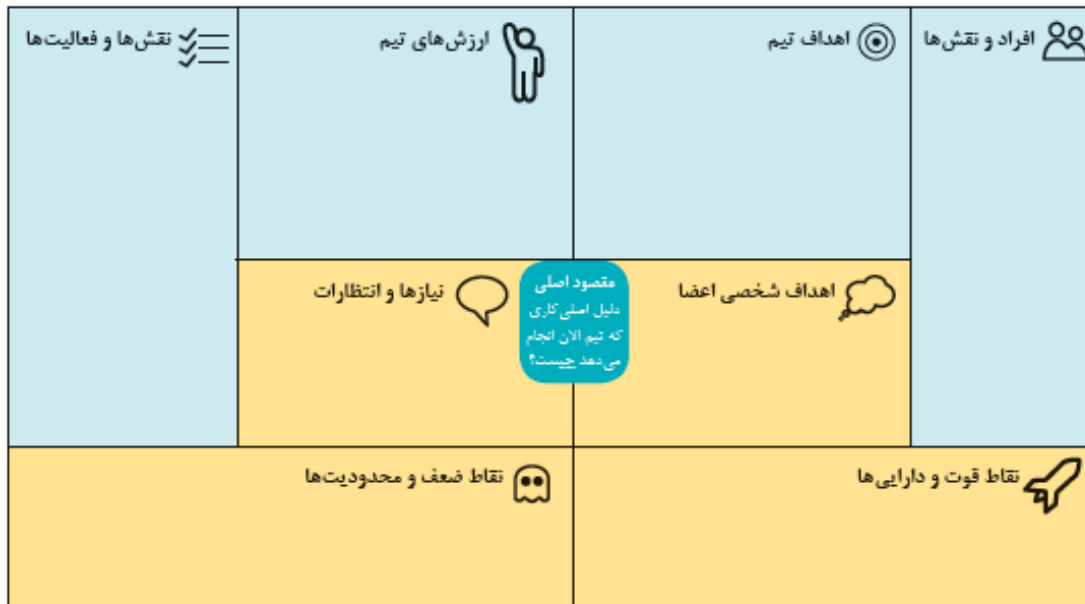 افراد و نقش‌ها
اهداف تیم
ارزش‌های تیم
نقش‌ها و فعالیت‌ها
اهداف شخصی اعضا
مقصود اصلی
دلیل اصلی کاری
که تیم الان انجام
می‌دهد چیست؟
نیازها و انتظارات
نقاط قوت و دارایی‌ها
نقاط ضعف و محدودیت‌ها